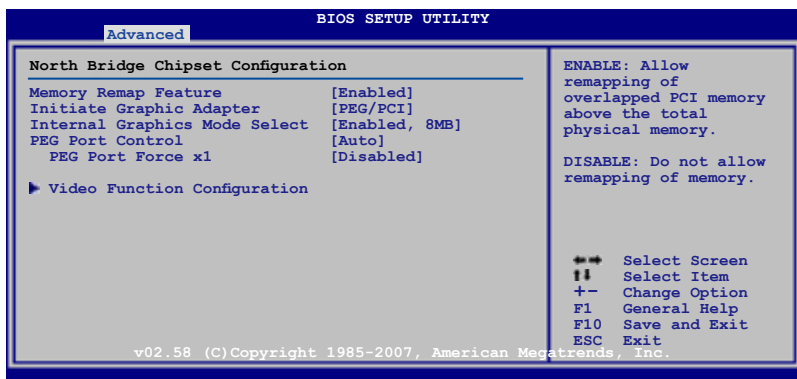 BIOS SETUP UTILITY
Advanced
North Bridge Chipset Configuration
Memory Remap Feature [Enabled]
Initiate Graphic Adapter [PEG/PCI]
Internal Graphics Mode Select [Enabled, 8MB]
PEG Port Control [Auto]
PEG Port Force x1 [Disabled]
Video Function Configuration
ENABLE: Allow
remapping of
overlapped PCI memory
above the total
physical memory.
DISABLE: Do not allow
remapping of memory.
←→ Select Screen
↑↓ Select Item
+- Change Option
F1 General Help
F10 Save and Exit
ESC Exit
v02.58 (C)Copyright 1985-2007, American Megatrends, Inc.